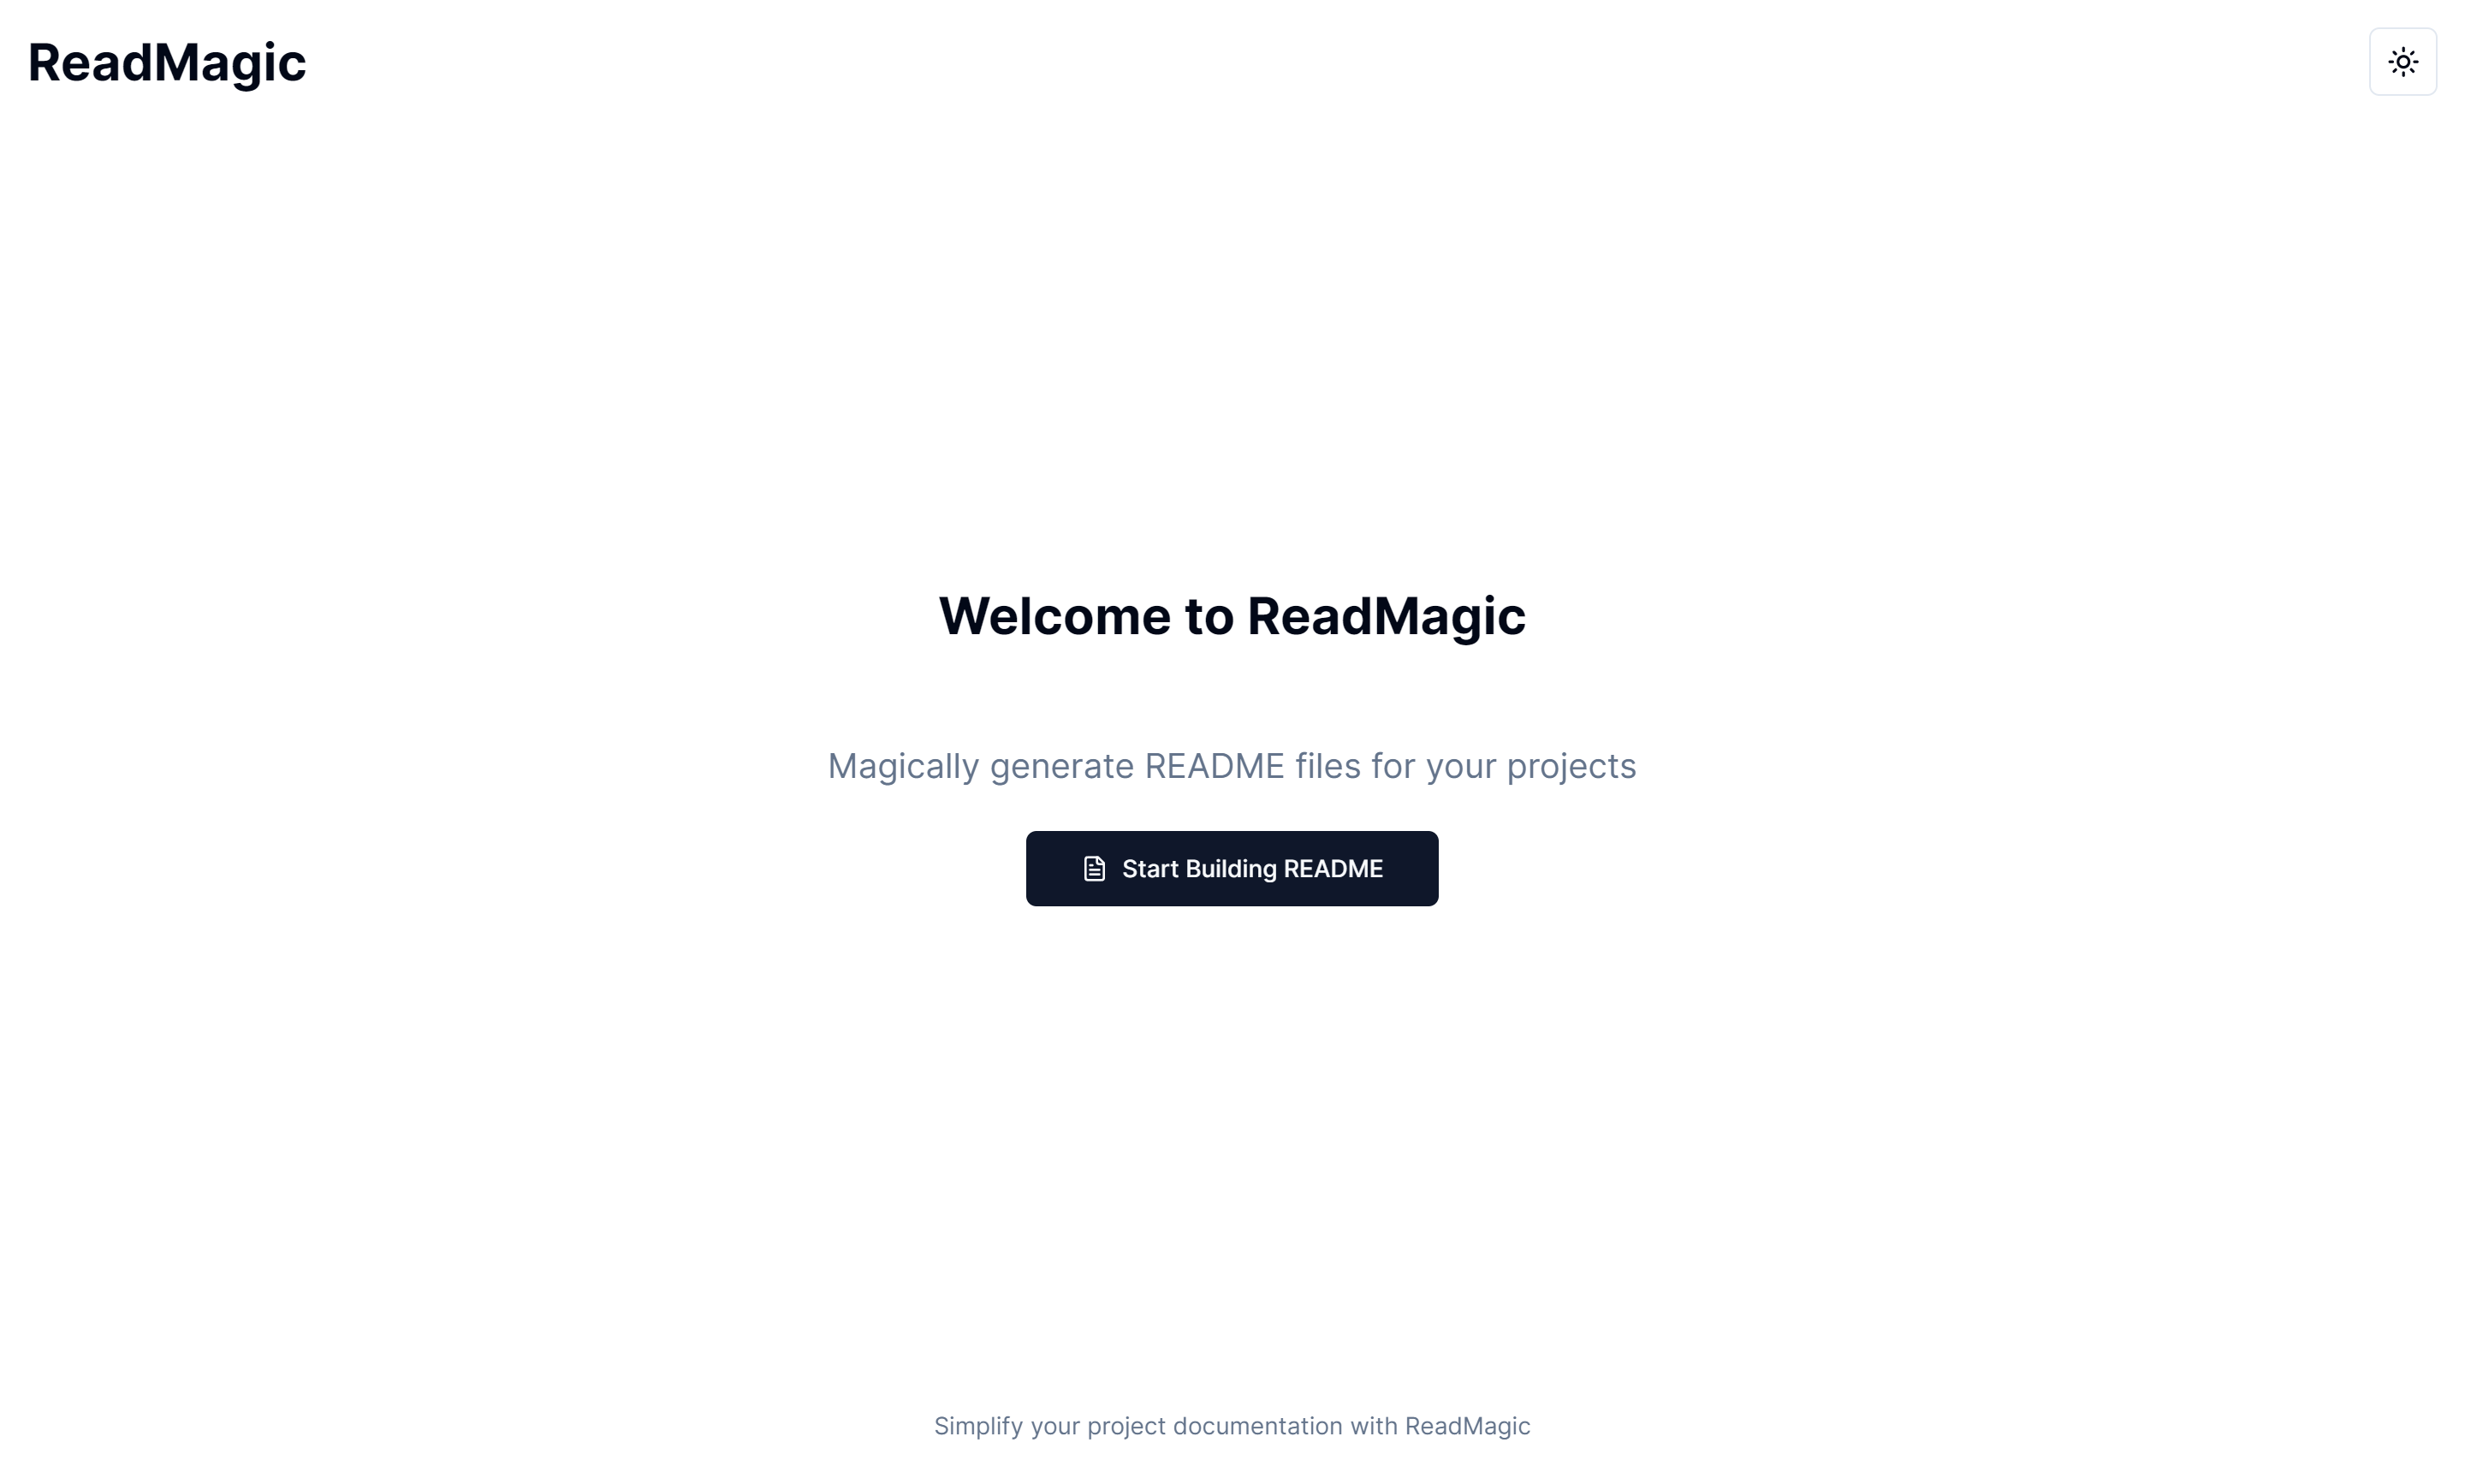 ReadMagic
Welcome to ReadMagic
Magically generate README files for your projects
Start Building README
Simplify your project documentation with ReadMagic